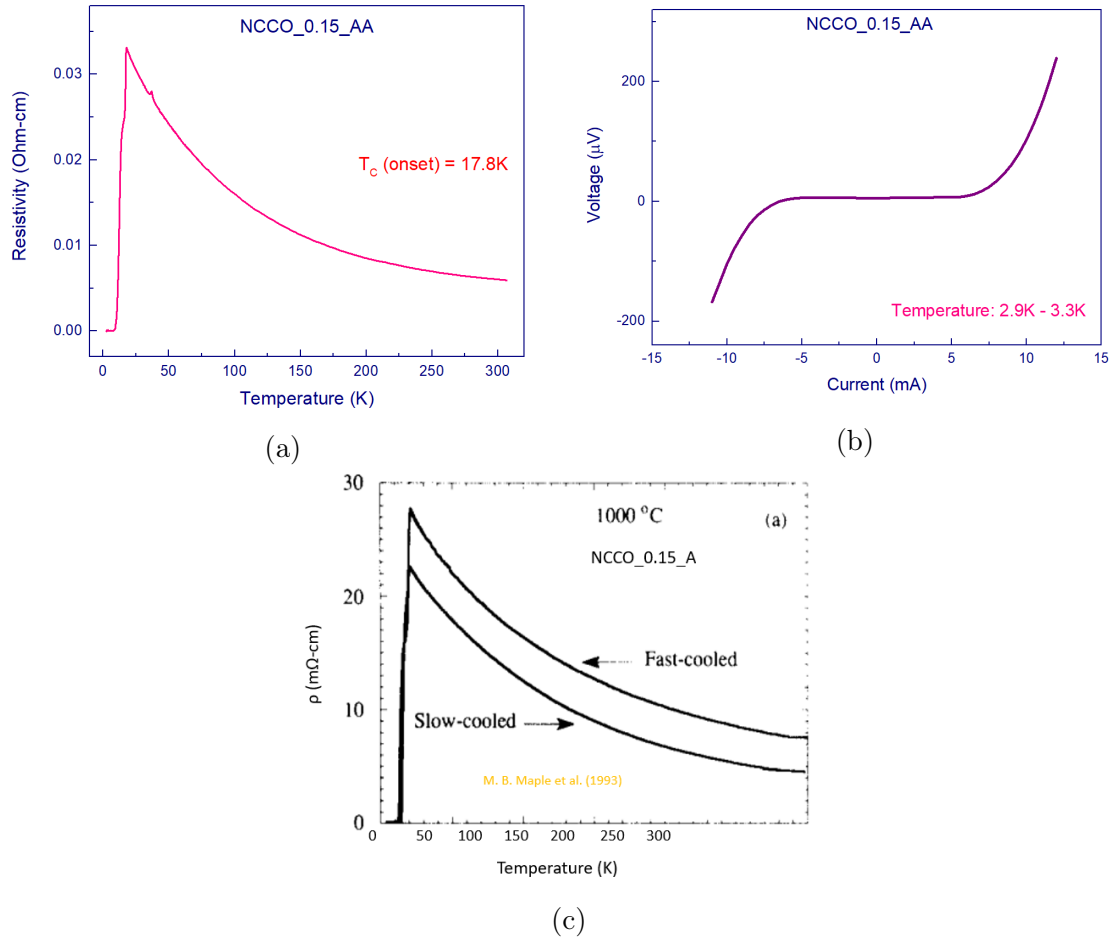 (a)
NCCO_0.15_AA
0.03
0.02
0.01
0.00
Resistivity (Ohm-cm)
T_C (onset) = 17.8K
0 50 100 150 200 250 300
Temperature (K)
(a)
NCCO_0.15_AA
200
0
-200
Voltage (μV)
Temperature: 2.9K - 3.3K
-15 -10 -5 0 5 10 15
Current (mA)
(b)
30
20
10
0
ρ (mΩ-cm)
1000 °C (a)
NCCO_0.15_A
Fast-cooled
Slow-cooled
M. B. Maple et al. (1993)
0 50 100 150 200 250 300
Temperature (K)
(c)